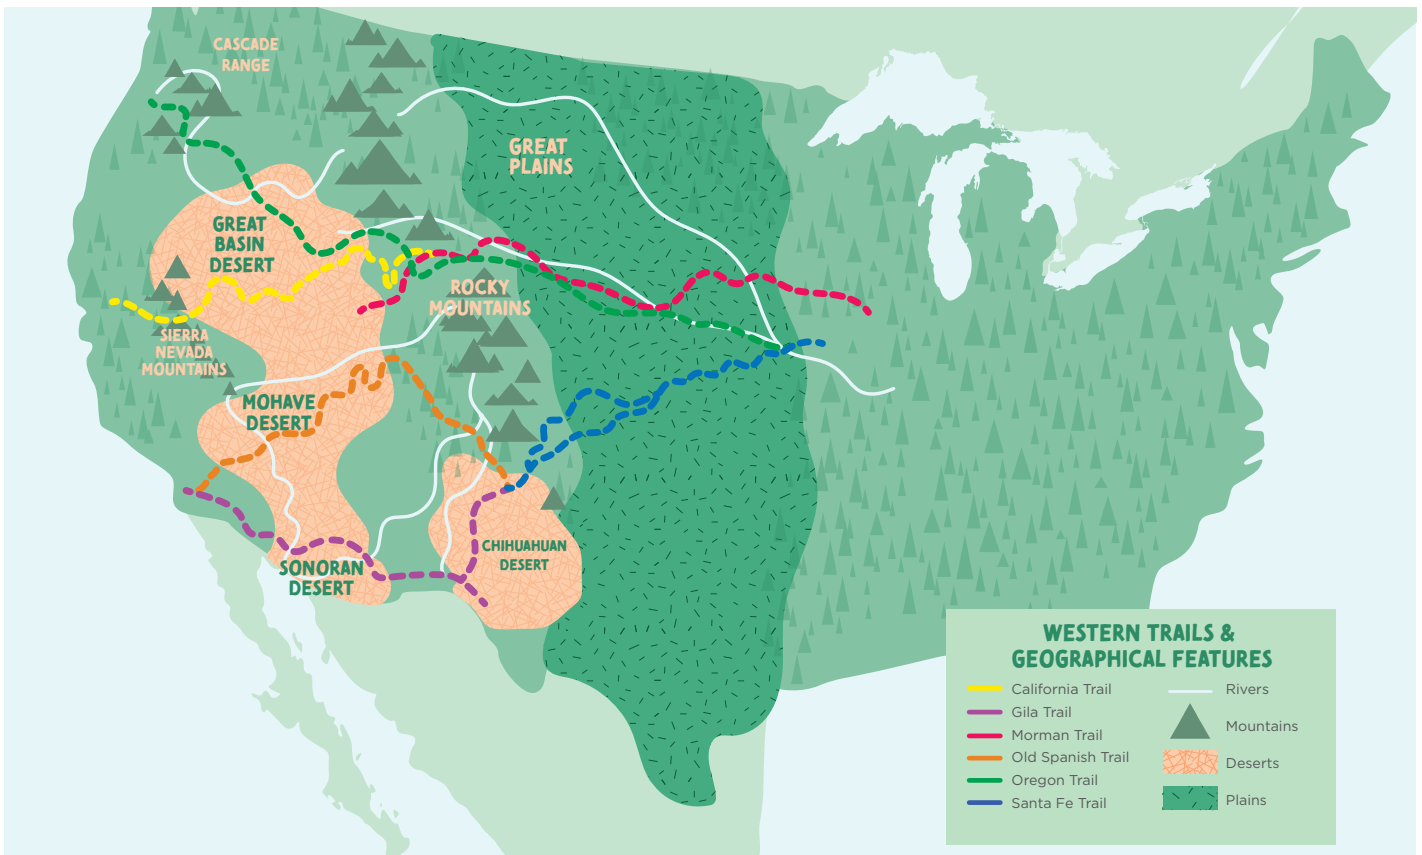 CASCADE
RANGE
GREAT
PLAINS
GREAT
BASIN
DESERT
ROCKY
MOUNTAINS
SIERRA
NEVADA
MOUNTAINS
MOHAVE
DESERT
CHIHUAHUAN
DESERT
SONORAN
DESERT
WESTERN TRAILS &
GEOGRAPHICAL FEATURES
California Trail
Gila Trail
Morman Trail
Old Spanish Trail
Oregon Trail
Santa Fe Trail
Rivers
Mountains
Deserts
Plains